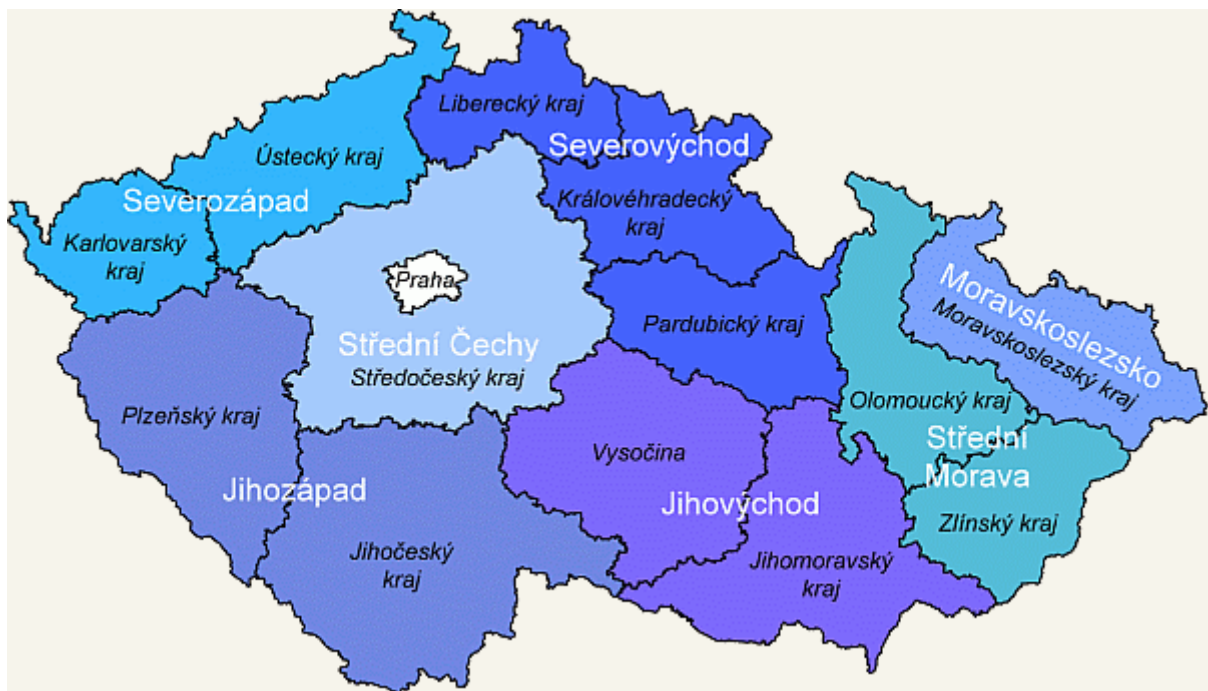 Liberecký kraj
Severovýchod
Ústecký kraj
Severozápad
Karlovarský
kraj
Královéhradecký
kraj
Praha
Střední Čechy
Středočeský kraj
Pardubický kraj
Moravskoslezsko
Moravskoslezský kraj
Plzeňský kraj
Olomoucký kraj
Střední
Morava
Vysočina
Jihozápad
Jihovýchod
Zlínský kraj
Jihočeský
kraj
Jihomoravský
kraj